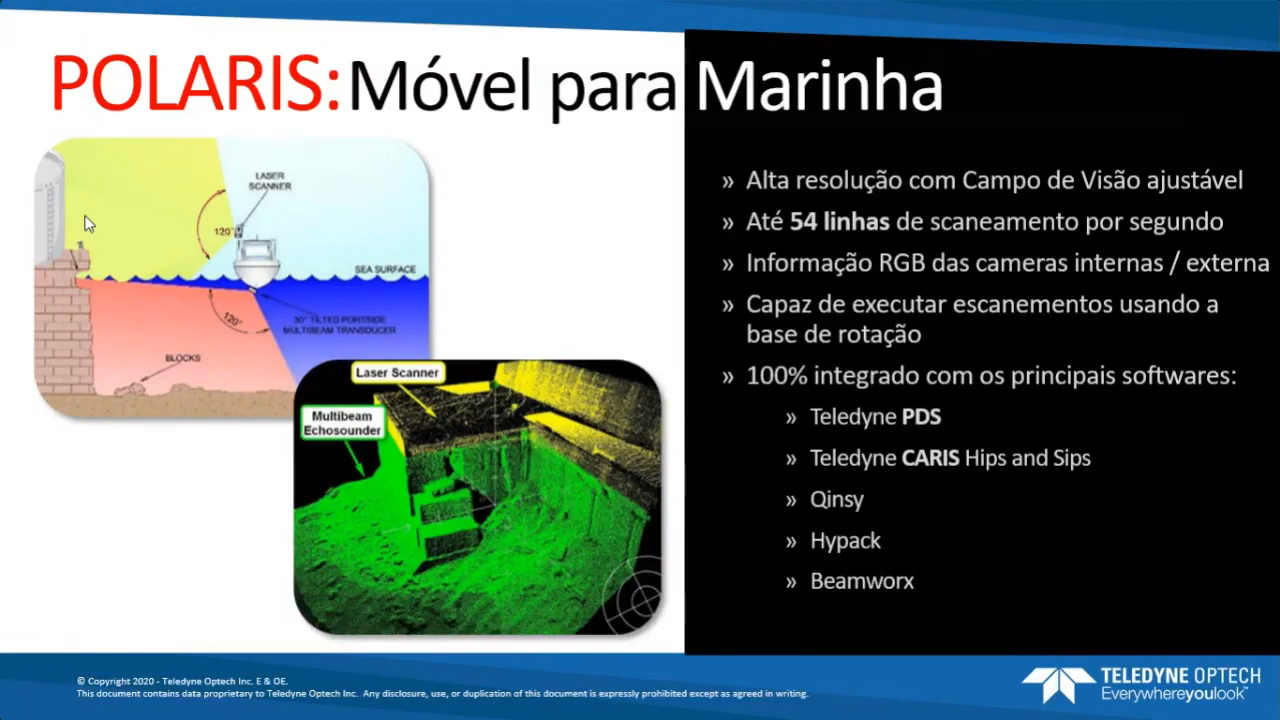 POLARIS: Móvel para Marinha
LASER
SCANNER
120°
SEA SURFACE
120°
30° TILTED PORTSIDE
MULTIBEAM TRANSDUCER
BLOCKS
Laser Scanner
Multibeam
Echosounder
» Alta resolução com Campo de Visão ajustável
» Até 54 linhas de scaneamento por segundo
» Informação RGB das cameras internas / externa
» Capaz de executar escanementos usando a
base de rotação
» 100% integrado com os principais softwares:
» Teledyne PDS
» Teledyne CARIS Hips and Sips
» Qinsy
» Hypack
» Beamworx
© Copyright 2020 - Teledyne Optech Inc. E & OE.
This document contains data proprietary to Teledyne Optech Inc. Any disclosure, use, or duplication of this document is expressly prohibited except as agreed in writing.
TELEDYNE OPTECH
Everywhereyoulook™